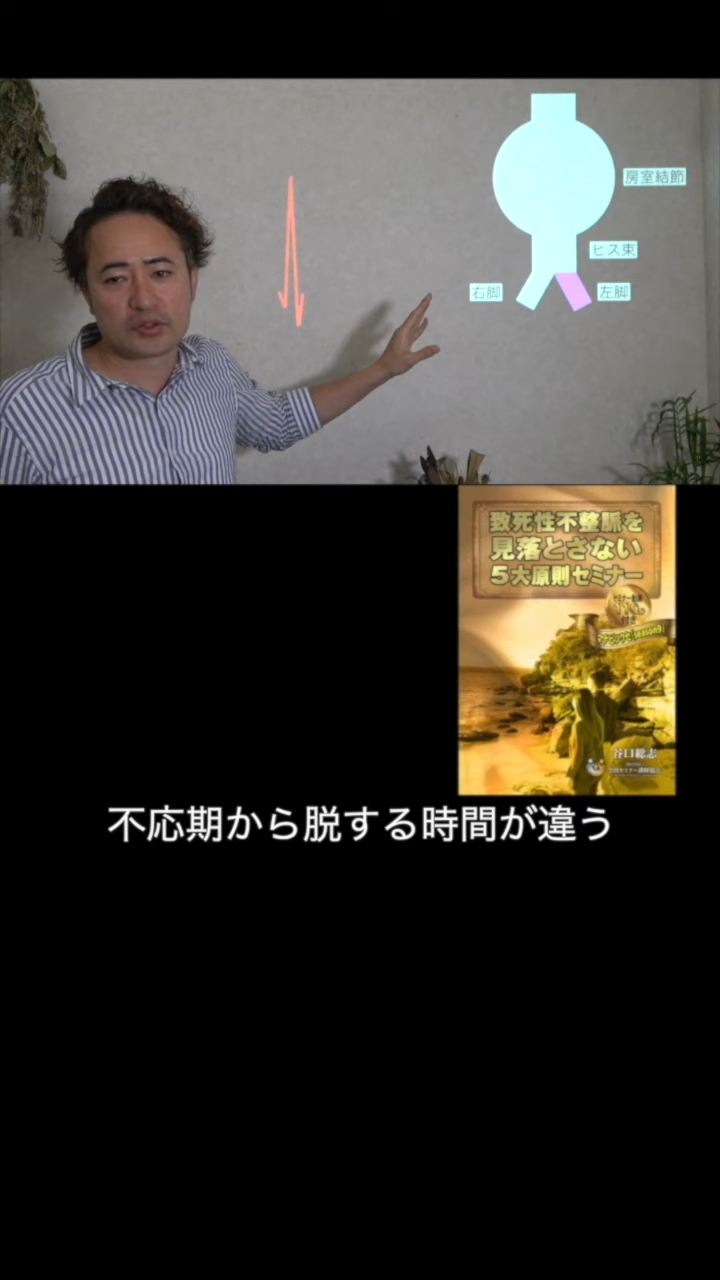 房室結節
ヒス束
右脚
左脚
致死性不整脈を
見落とさない
5大原則セミナー
谷口総志
不応期から脱する時間が違う